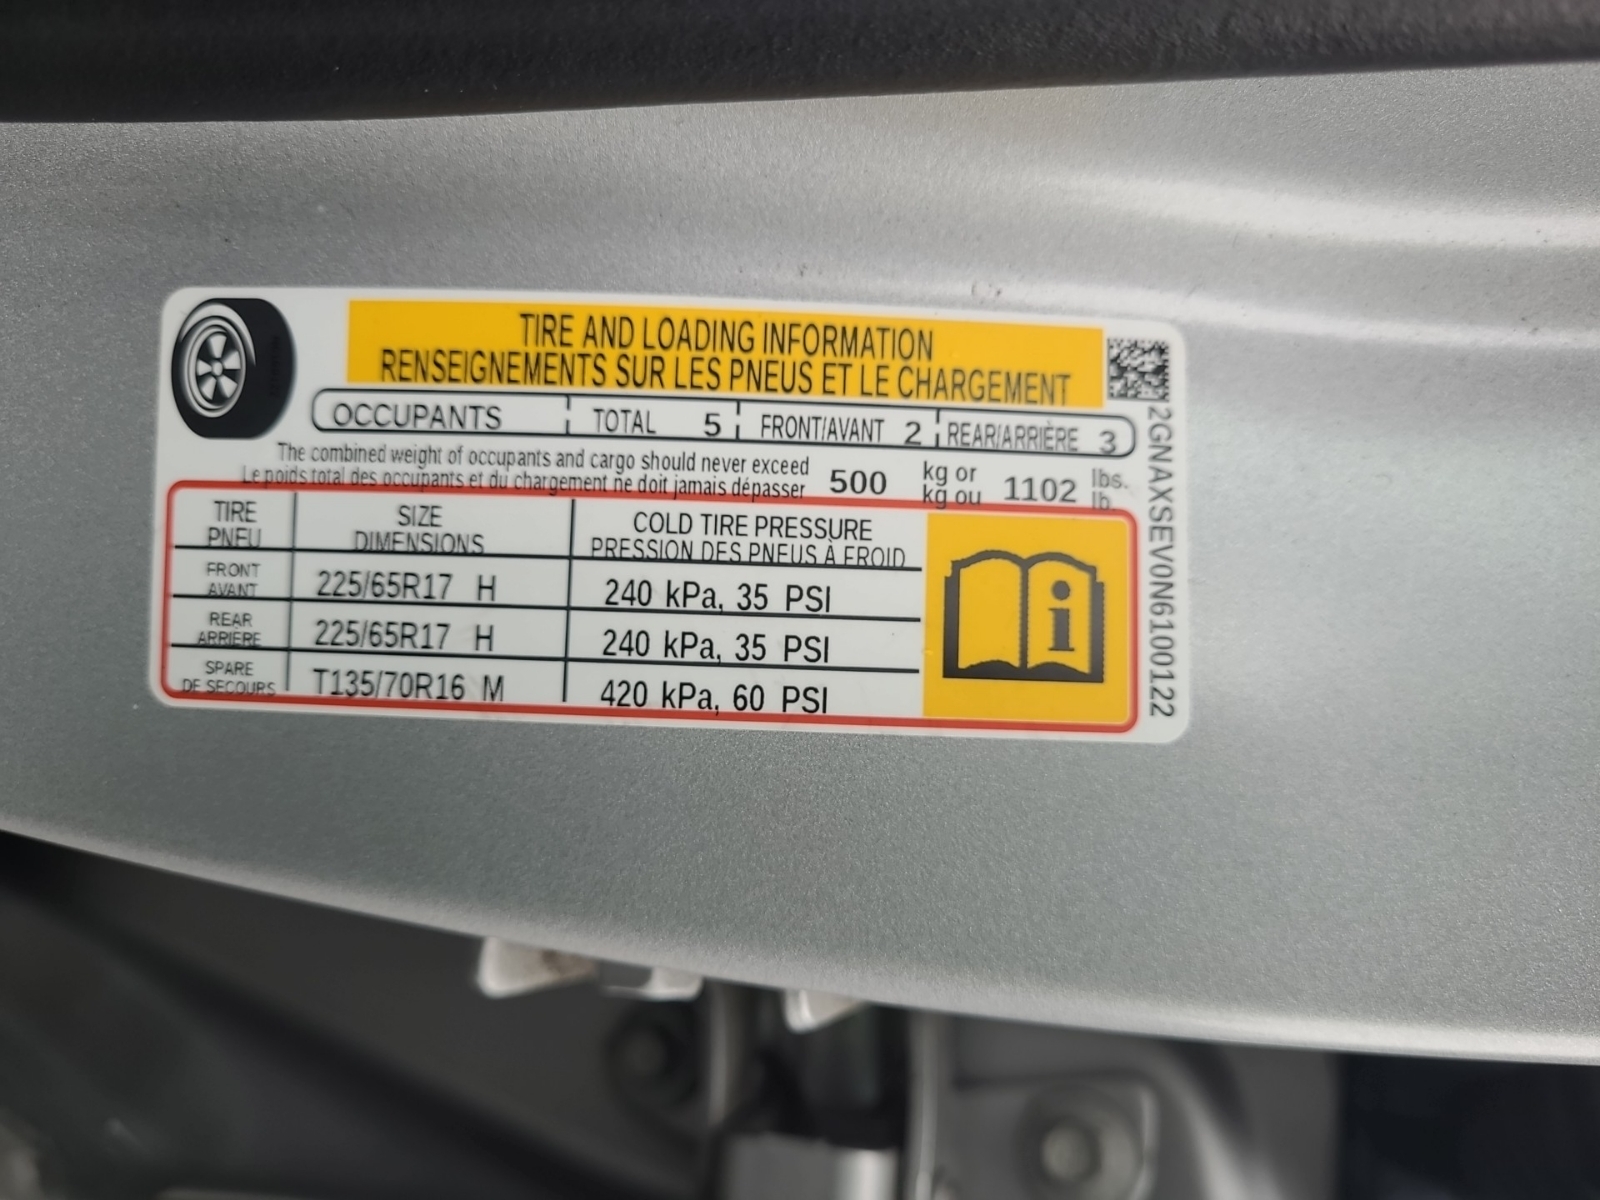 TIRE AND LOADING INFORMATION
RENSEIGNEMENTS SUR LES PNEUS ET LE CHARGEMENT
OCCUPANTS TOTAL 5 FRONT/AVANT 2 REAR/ARRIÈRE 3
The combined weight of occupants and cargo should never exceed 500 kg or 1102 lbs.
Le poids total des occupants et du chargement ne doit jamais dépasser kg ou lb.
TIRE SIZE COLD TIRE PRESSURE
PNEU DIMENSIONS PRESSION DES PNEUS À FROID
FRONT
AVANT 225/65R17 H 240 kPa, 35 PSI
REAR
ARRIÈRE 225/65R17 H 240 kPa, 35 PSI
SPARE
DE SECOURS T135/70R16 M 420 kPa, 60 PSI
2GNAXSEV0N6100122